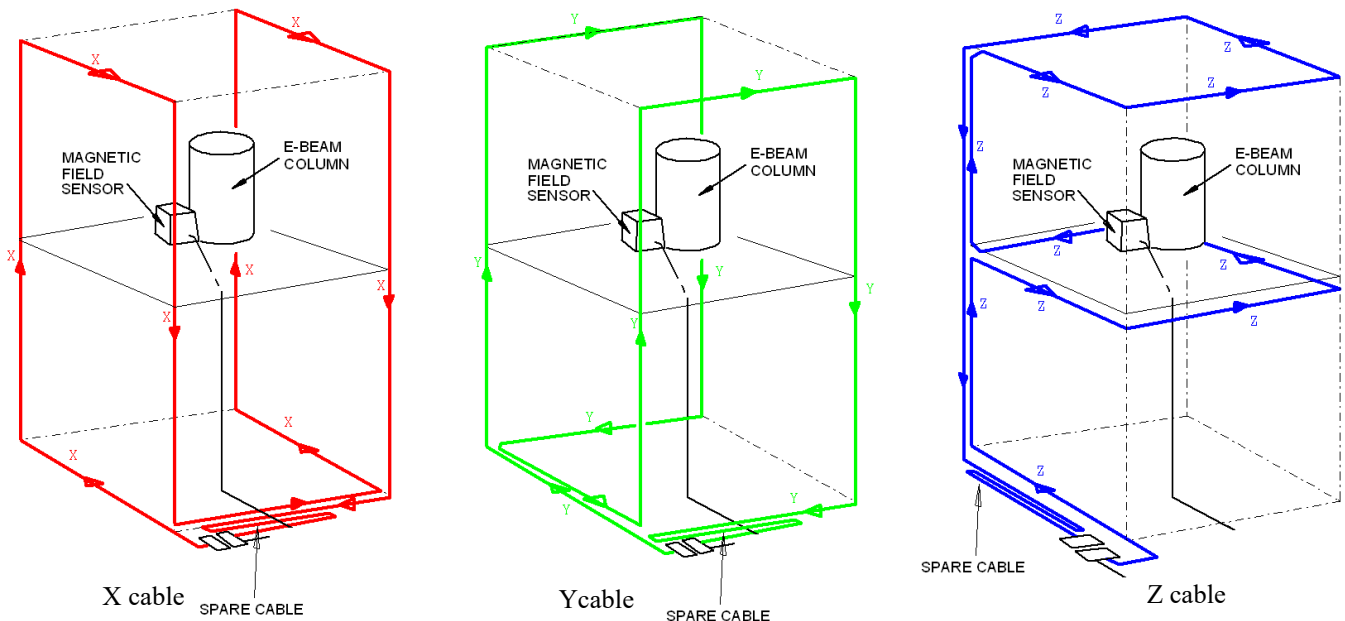 X
X
MAGNETIC
FIELD
SENSOR
E-BEAM
COLUMN
X
X
X
X
X
X
SPARE CABLE
X cable
Y
Y
MAGNETIC
FIELD
SENSOR
E-BEAM
COLUMN
Y
Y
Y
Y
Y
Y
SPARE CABLE
Ycable
Z
Z
Z
Z
Z
MAGNETIC
FIELD
SENSOR
E-BEAM
COLUMN
Z
Z
Z
Z
Z
Z
SPARE CABLE
Z cable